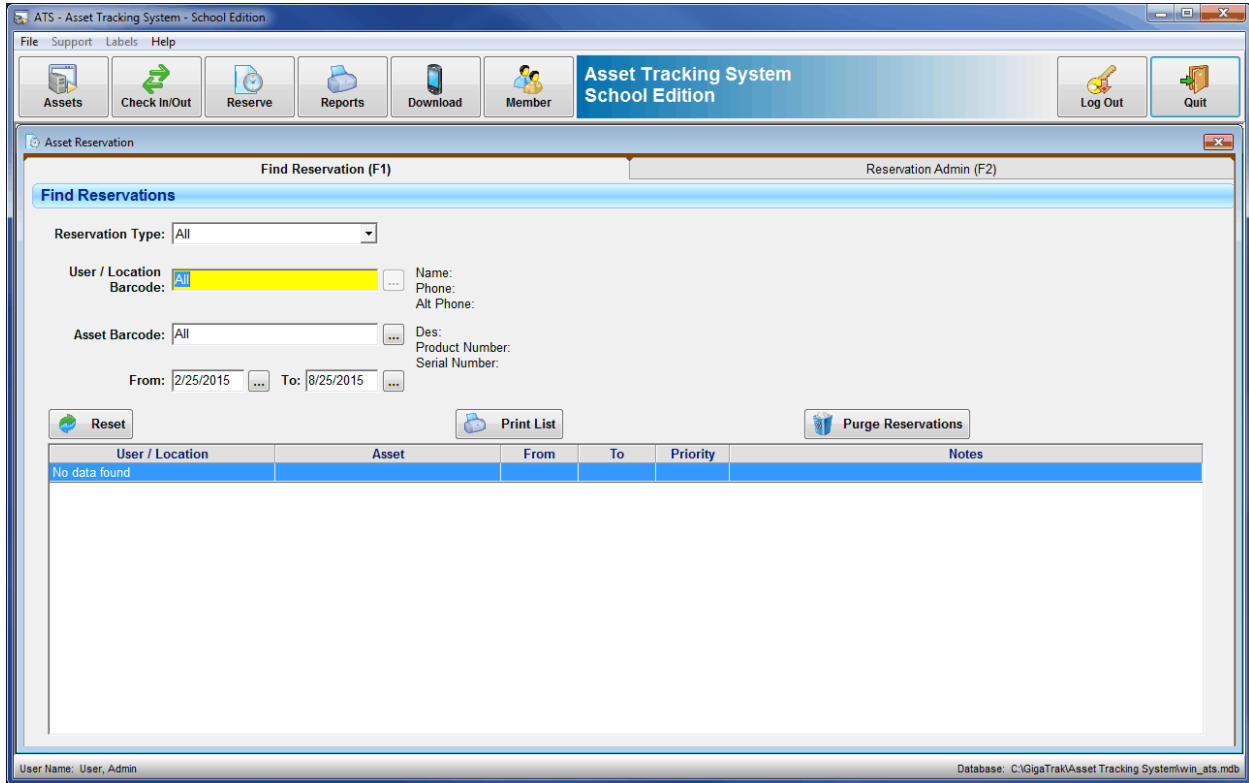 ATS - Asset Tracking System - School Edition
File Support Labels Help
Assets Check In/Out Reserve Reports Download Member Log Out Quit
Asset Tracking System
School Edition
Asset Reservation
Find Reservation (F1) Reservation Admin (F2)
Find Reservations
Reservation Type: All
User / Location
Barcode: All ...
Name:
Phone:
Alt Phone:
Asset Barcode: All ...
Des:
Product Number:
Serial Number:
From: 2/25/2015 ... To: 8/25/2015 ...
Reset Print List Purge Reservations
User / Location Asset From To Priority Notes
No data found
User Name: User, Admin Database: C:\GigaTrak\Asset Tracking System\win_ats.mdb